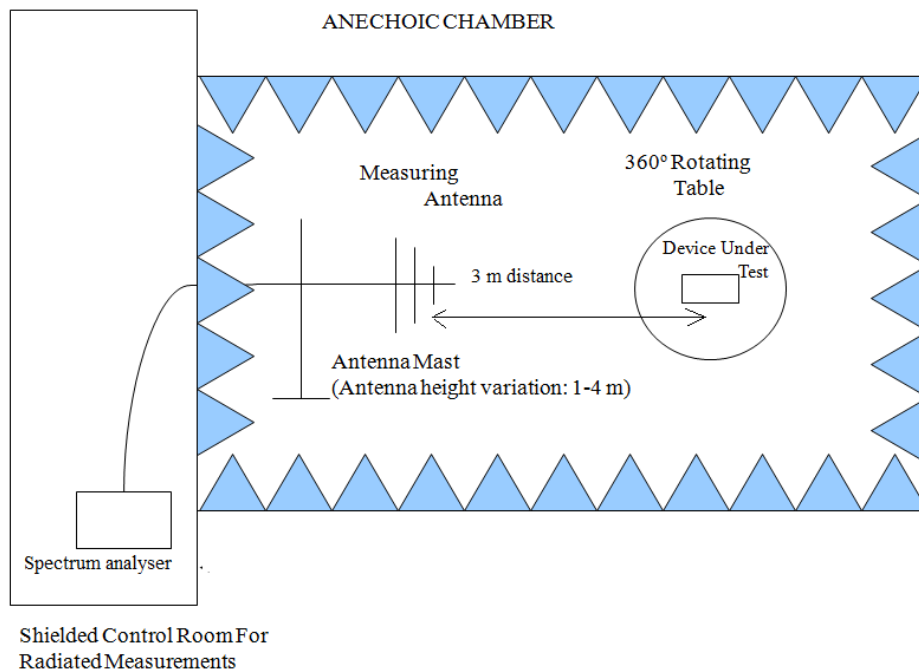 ANECHOIC CHAMBER
360º Rotating
Table
Measuring
Antenna
Device Under
Test
3 m distance
Antenna Mast
(Antenna height variation: 1-4 m)
Spectrum analyser
Shielded Control Room For
Radiated Measurements